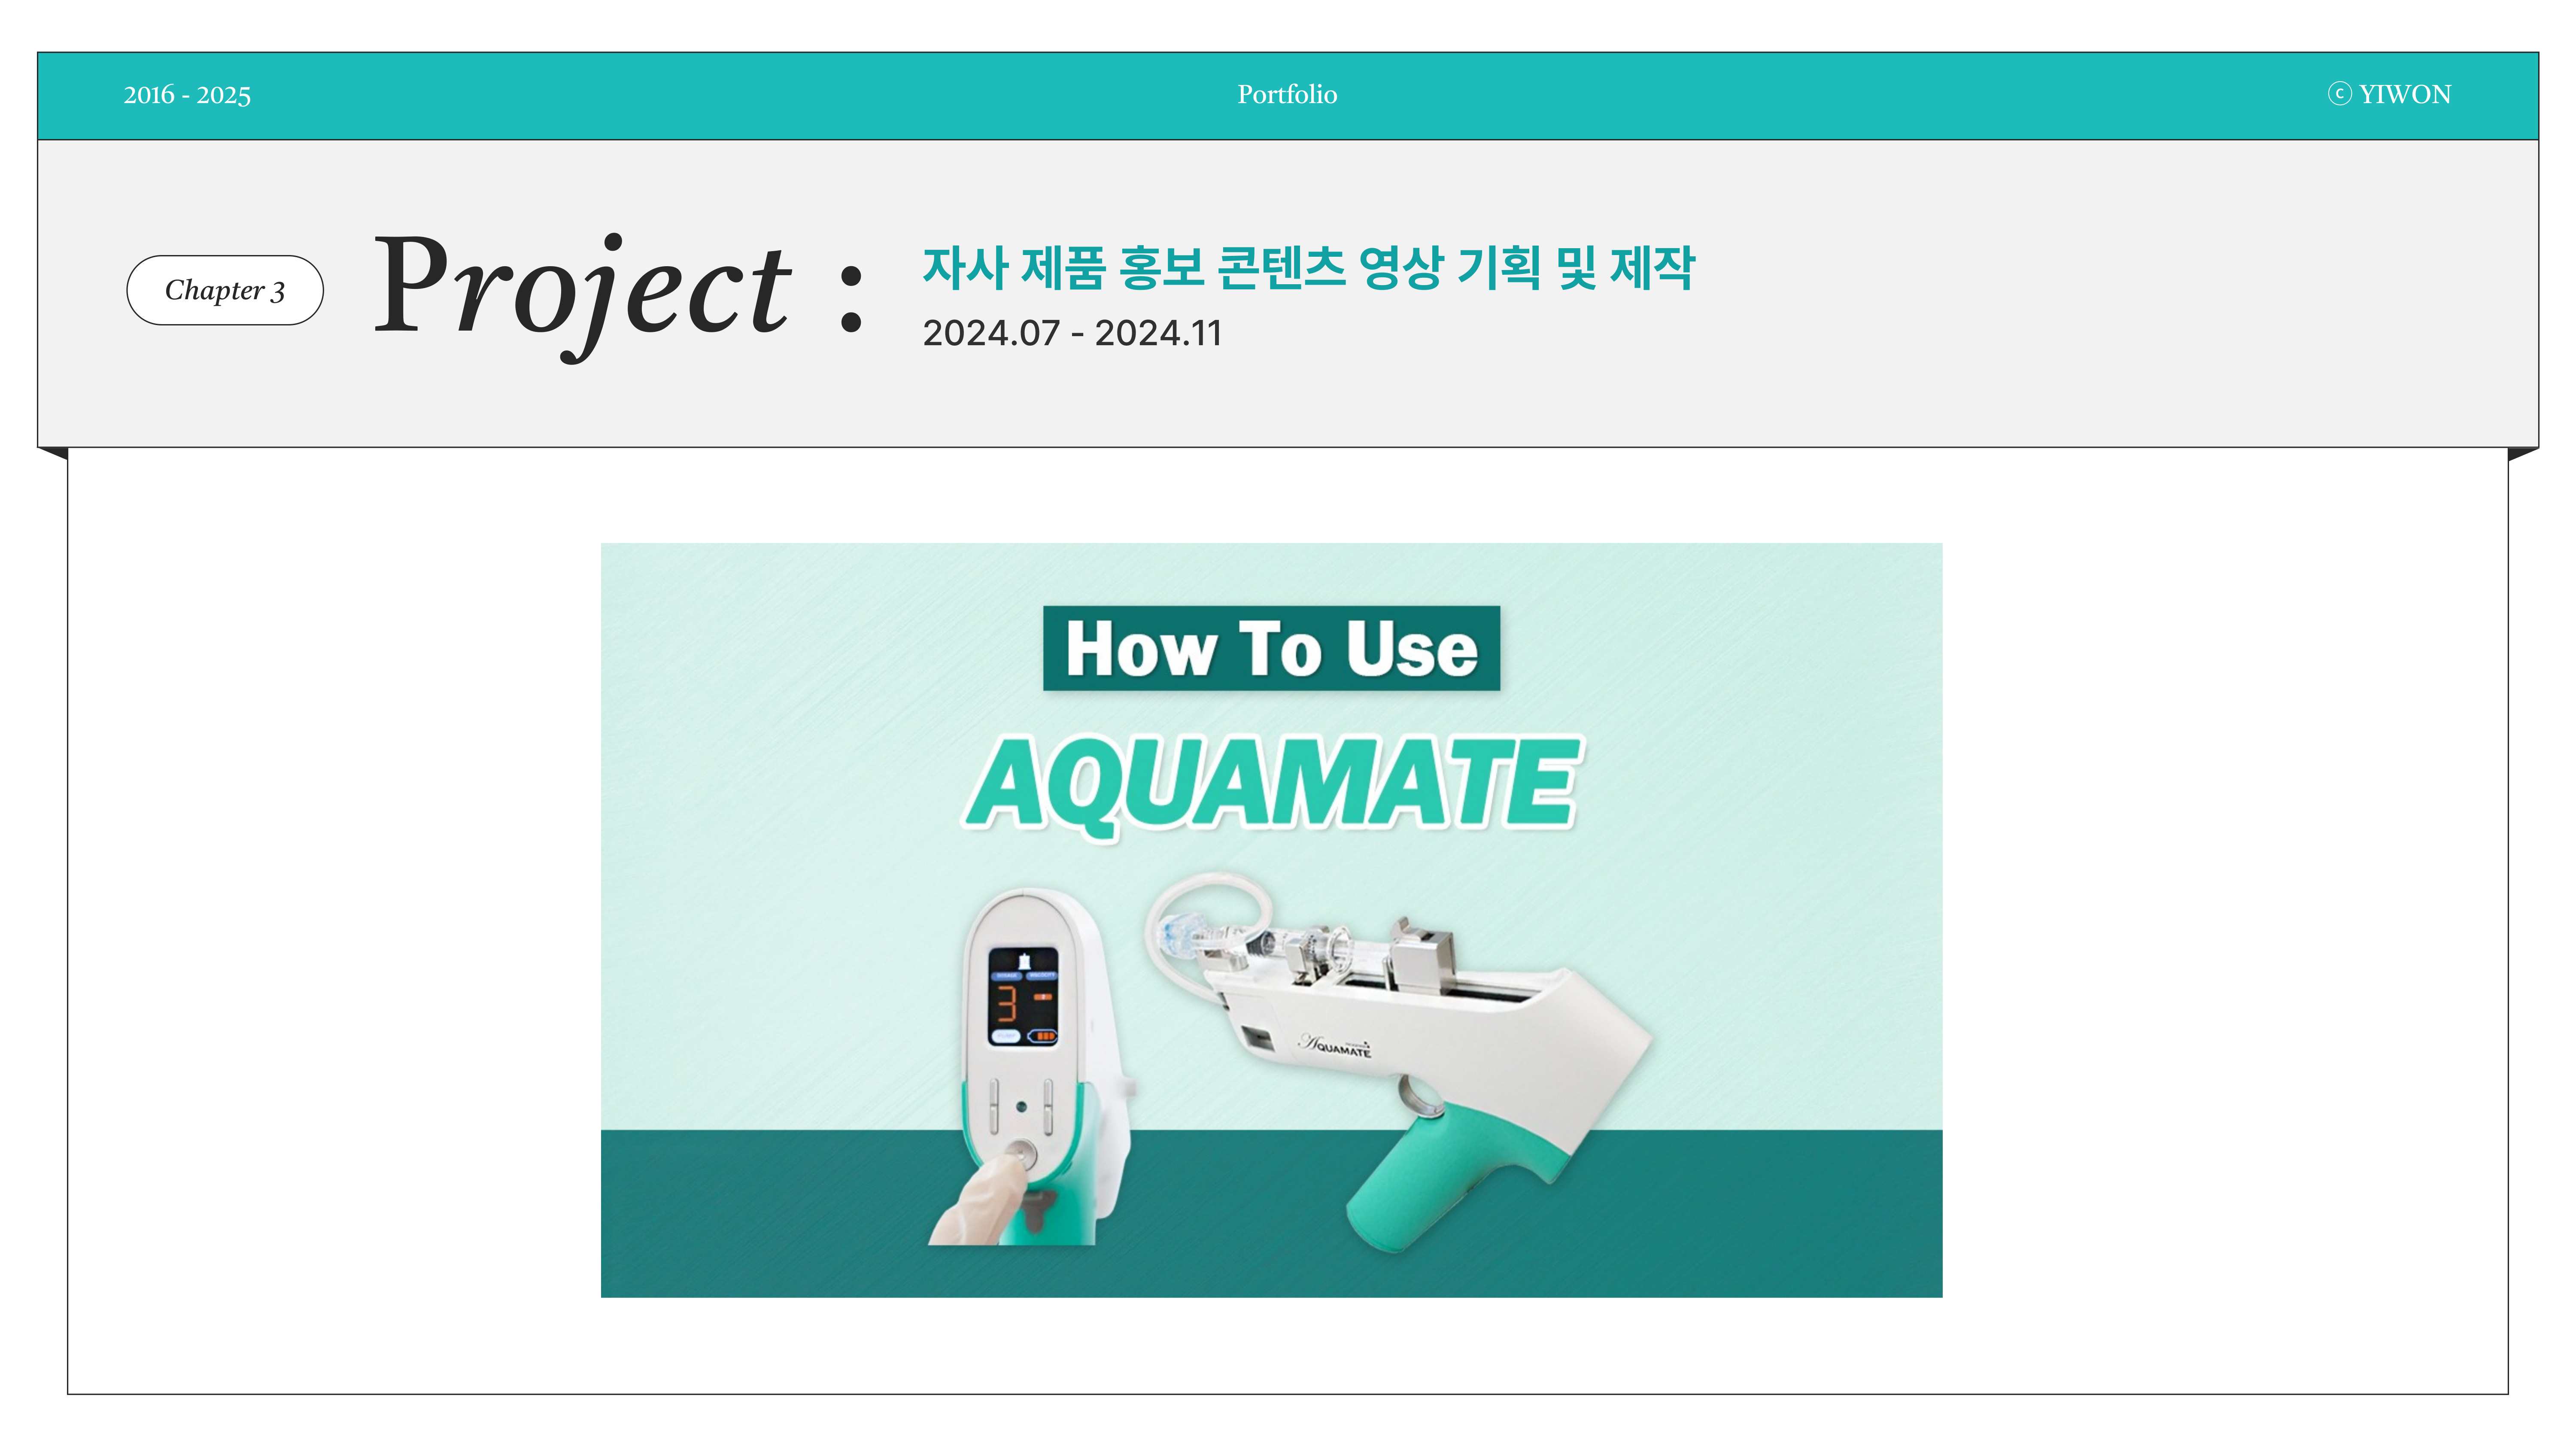 2016 - 2025
Portfolio
ⓒ YIWON
Chapter 3
Project :
자사 제품 홍보 콘텐츠 영상 기획 및 제작
2024.07 - 2024.11
How To Use
AQUAMATE
3
AQUAMATE